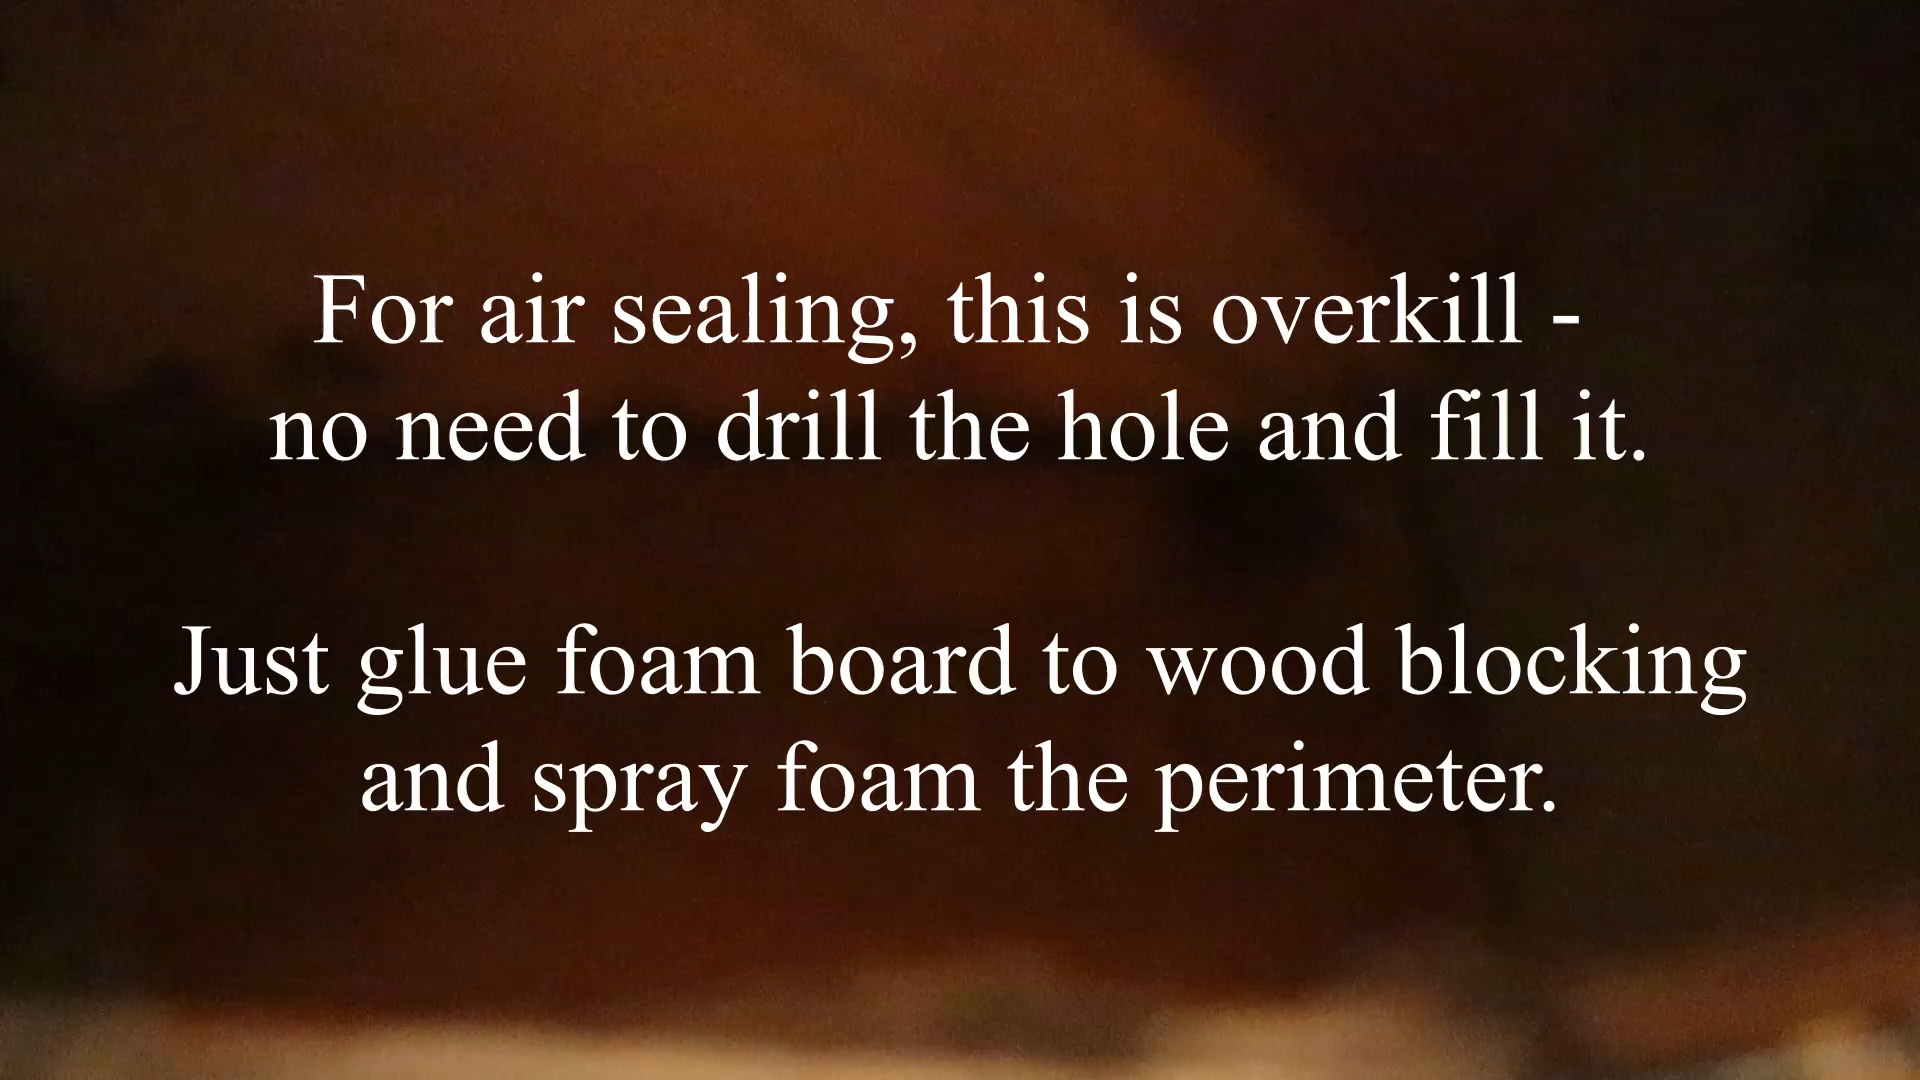 For air sealing, this is overkill -
no need to drill the hole and fill it.
Just glue foam board to wood blocking
and spray foam the perimeter.